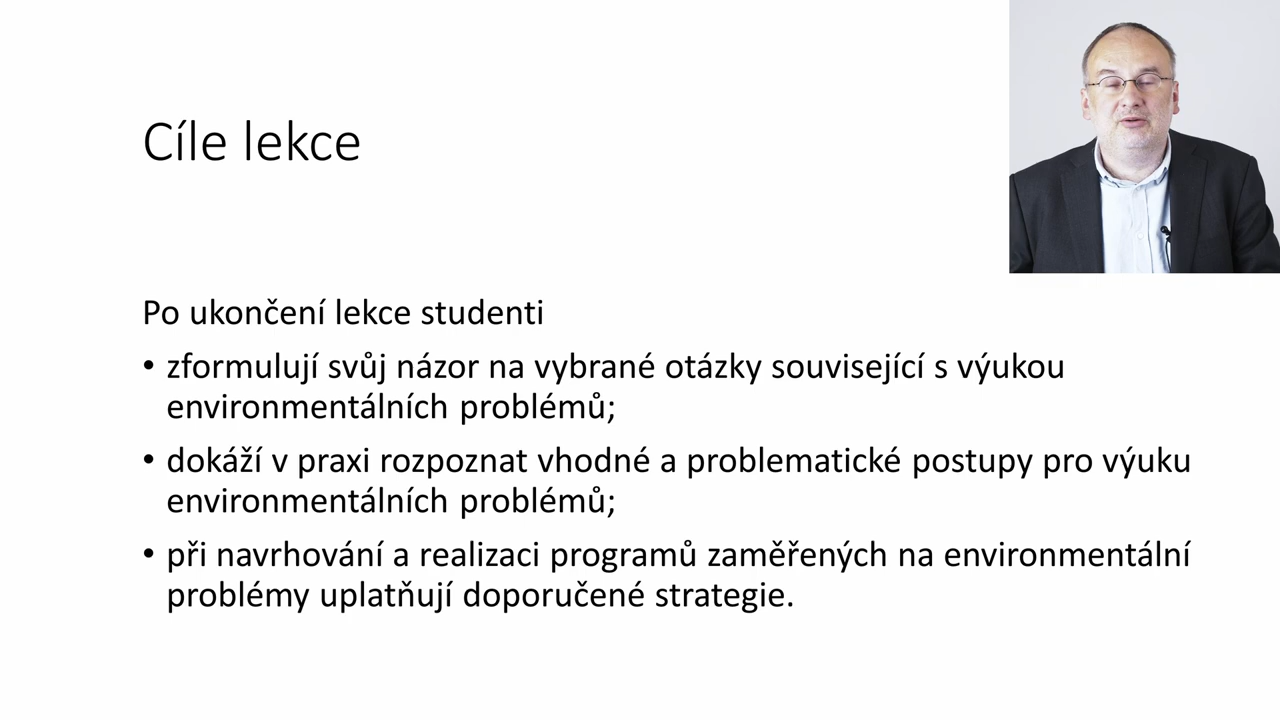 Cíle lekce
Po ukončení lekce studenti
• zformulují svůj názor na vybrané otázky související s výukou
environmentálních problémů;
• dokáží v praxi rozpoznat vhodné a problematické postupy pro výuku
environmentálních problémů;
• při navrhování a realizaci programů zaměřených na environmentální
problémy uplatňují doporučené strategie.